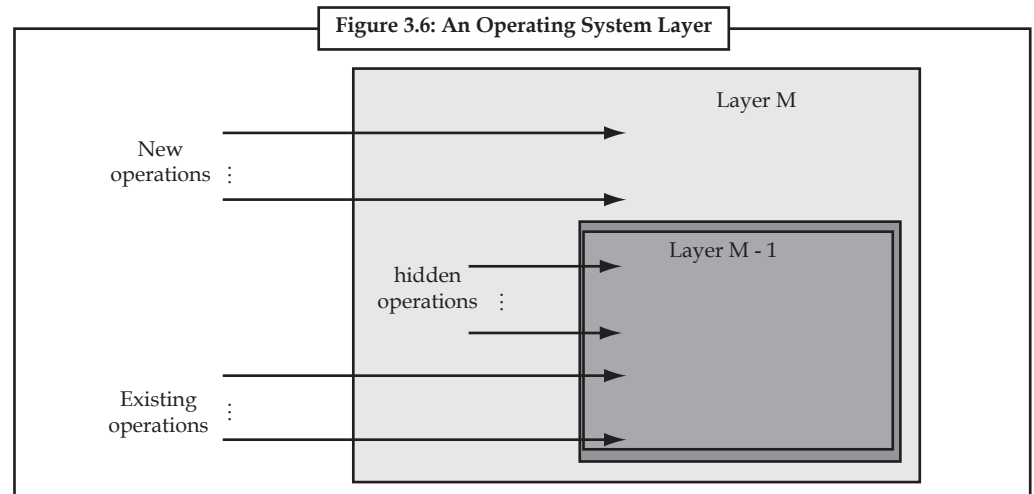 Figure 3.6: An Operating System Layer
Layer M
New
operations
⋮
Layer M - 1
hidden
operations
⋮
Existing
operations
⋮